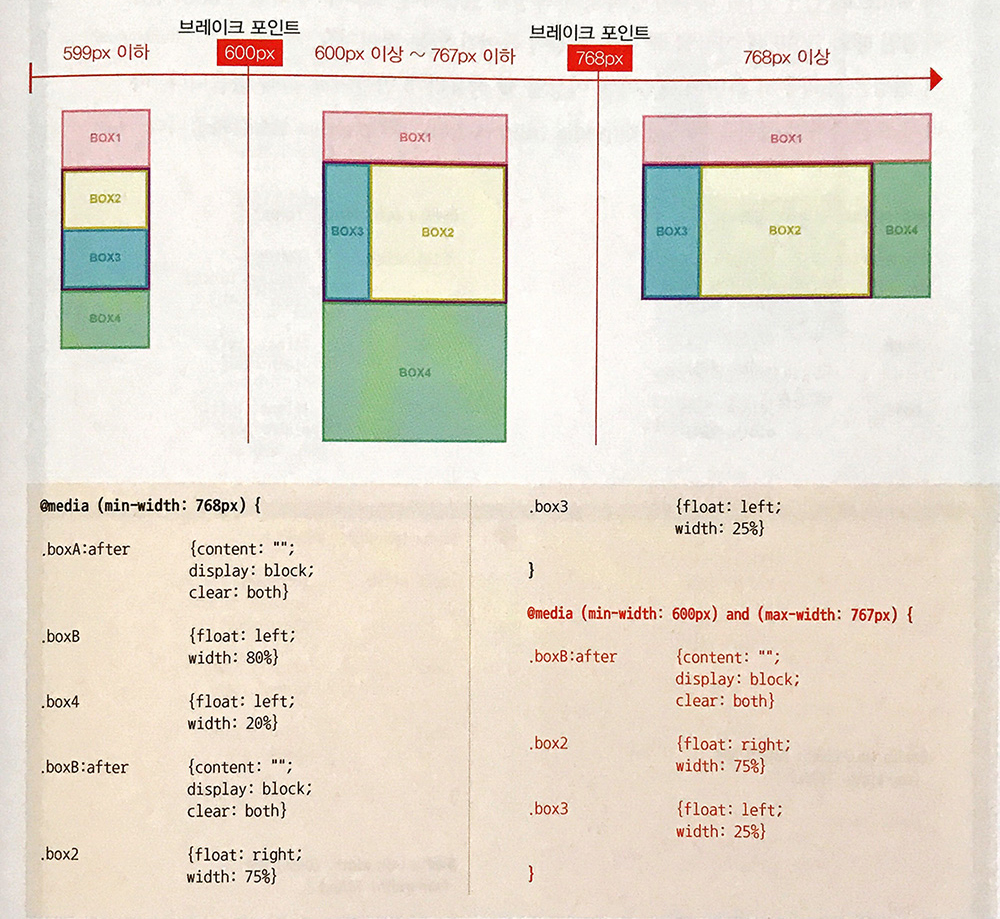 브레이크 포인트
브레이크 포인트
599px 이하
600px
600px 이상 ~ 767px 이하
768px
768px 이상
BOX1
BOX2
BOX3
BOX4
BOX1
BOX3
BOX2
BOX4
BOX1
BOX3
BOX2
BOX4
@media (min-width: 768px) {
.boxA:after {content: "";
display: block;
clear: both}
.boxB {float: left;
width: 80%}
.box4 {float: left;
width: 20%}
.boxB:after {content: "";
display: block;
clear: both}
.box2 {float: right;
width: 75%}
.box3 {float: left;
width: 25%}
}
@media (min-width: 600px) and (max-width: 767px) {
.boxB:after {content: "";
display: block;
clear: both}
.box2 {float: right;
width: 75%}
.box3 {float: left;
width: 25%}
}